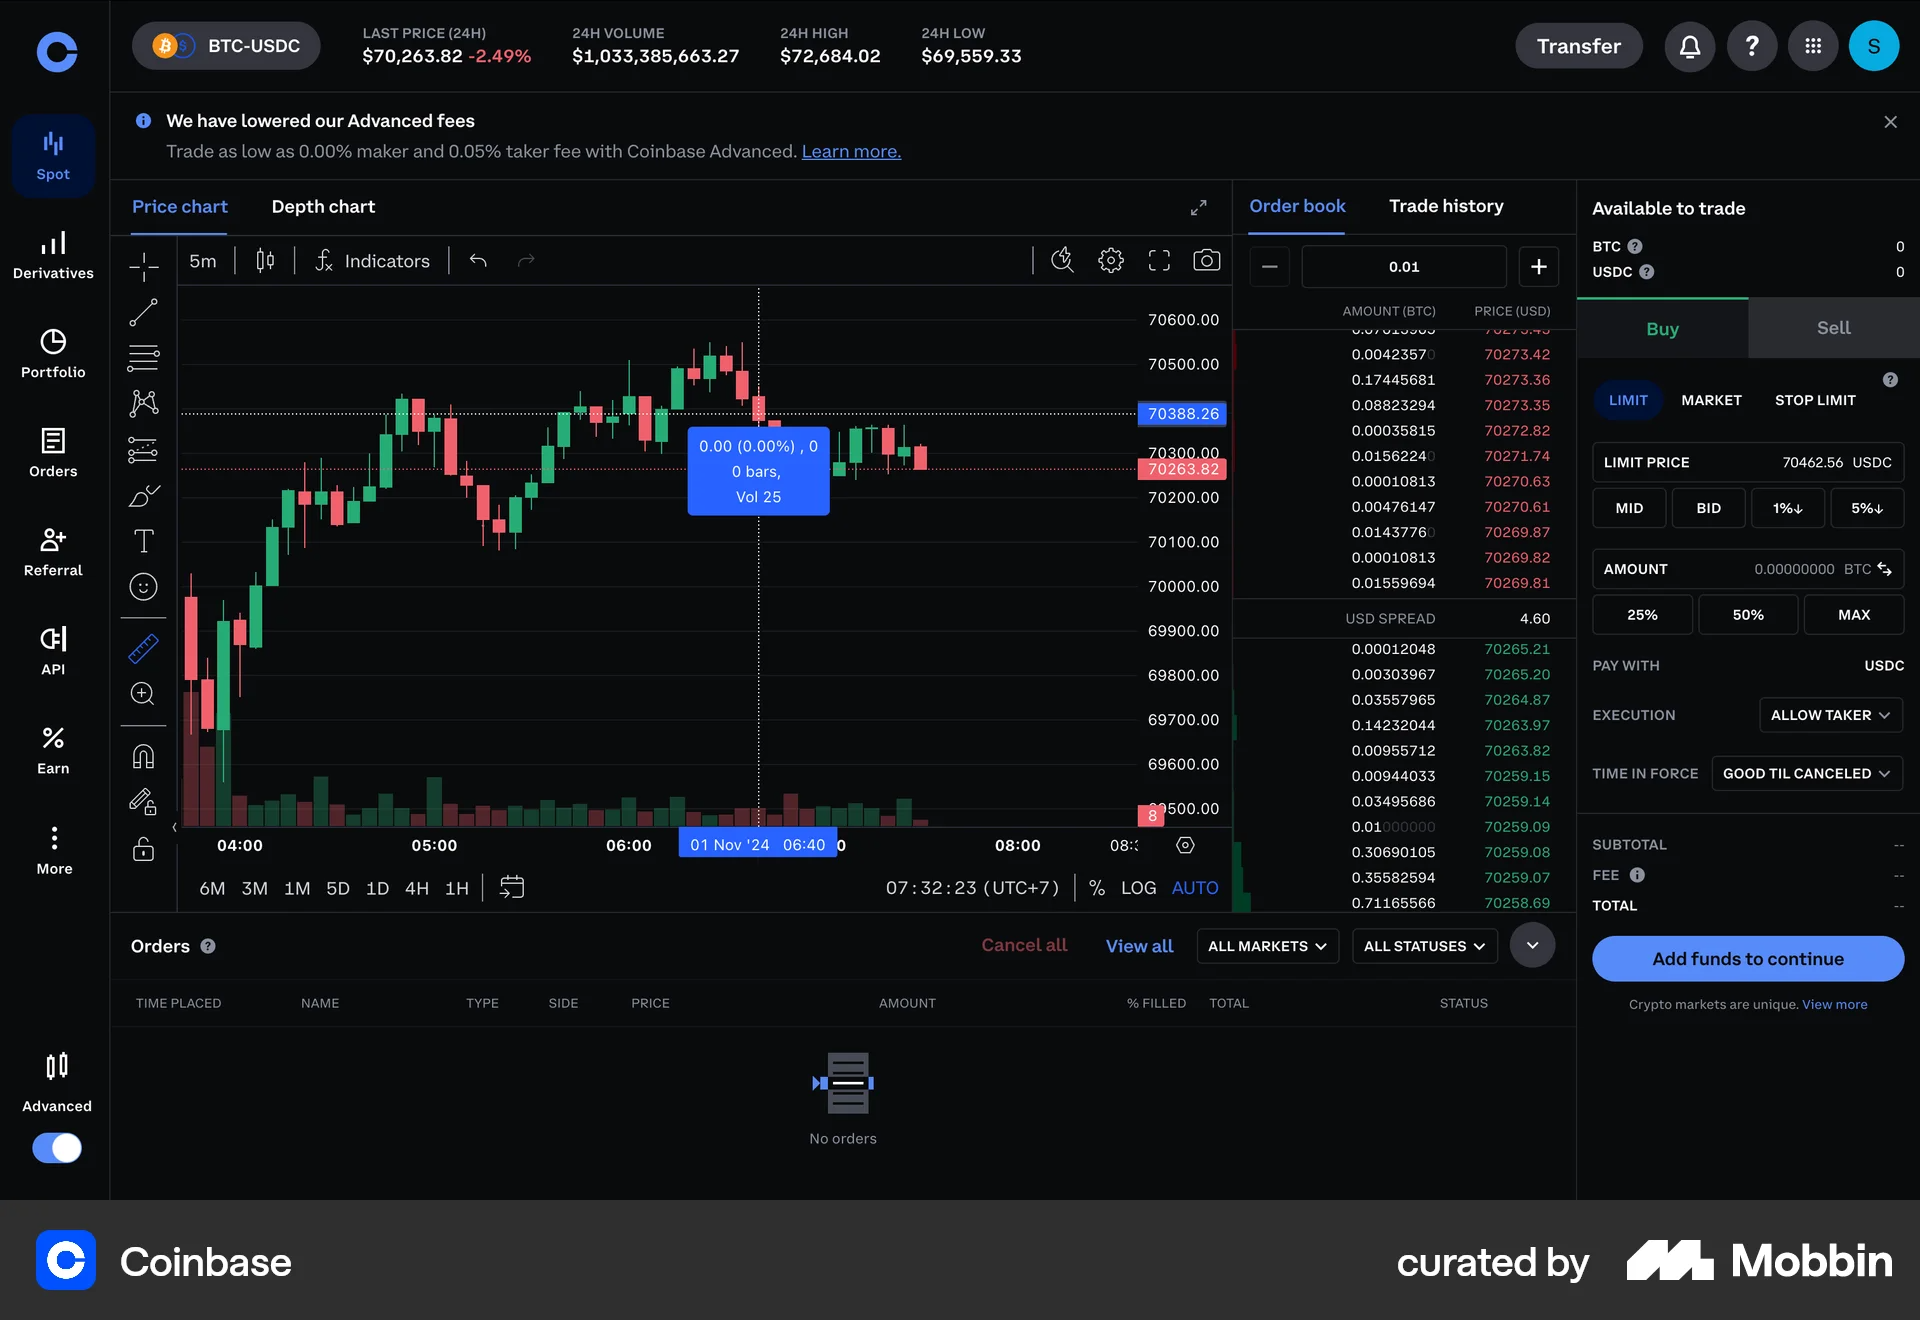 BTC-USDC
LAST PRICE (24H)
$70,263.82 -2.49%
24H VOLUME
$1,033,385,663.27
24H HIGH
$72,684.02
24H LOW
$69,559.33
Transfer
?
S
We have lowered our Advanced fees
Trade as low as 0.00% maker and 0.05% taker fee with Coinbase Advanced. Learn more.
Spot
Derivatives
Portfolio
Orders
Referral
API
Earn
More
Advanced
Price chart
Depth chart
5m
Indicators
70600.00
70500.00
70388.26
70300.00
70263.82
70200.00
70100.00
70000.00
69900.00
69800.00
69700.00
69600.00
8
0.00 (0.00%) , 0
0 bars,
Vol 25
04:00
05:00
06:00
01 Nov '24 06:40
08:00
6M 3M 1M 5D 1D 4H 1H
07:32:23 (UTC+7)
% LOG AUTO
Order book
Trade history
0.01
AMOUNT (BTC) PRICE (USD)
0.00423570 70273.42
0.17445681 70273.36
0.08823294 70273.35
0.00035815 70272.82
0.01562240 70271.74
0.00010813 70270.63
0.00476147 70270.61
0.01437760 70269.87
0.00010813 70269.82
0.01559694 70269.81
USD SPREAD 4.60
0.00012048 70265.21
0.00303967 70265.20
0.03557965 70264.87
0.14232044 70263.97
0.00955712 70263.82
0.00944033 70259.15
0.03495686 70259.14
0.01000000 70259.09
0.30690105 70259.08
0.35582594 70259.07
0.71165566 70258.69
Available to trade
BTC ? 0
USDC ? 0
Buy
Sell
?
LIMIT
MARKET
STOP LIMIT
LIMIT PRICE 70462.56 USDC
MID
BID
1%↓
5%↓
AMOUNT 0.00000000 BTC
25%
50%
MAX
PAY WITH USDC
EXECUTION ALLOW TAKER
TIME IN FORCE GOOD TIL CANCELED
SUBTOTAL --
FEE --
TOTAL --
Add funds to continue
Crypto markets are unique. View more
Orders ?
Cancel all
View all
ALL MARKETS
ALL STATUSES
TIME PLACED NAME TYPE SIDE PRICE AMOUNT % FILLED TOTAL STATUS
No orders
Coinbase
curated by Mobbin